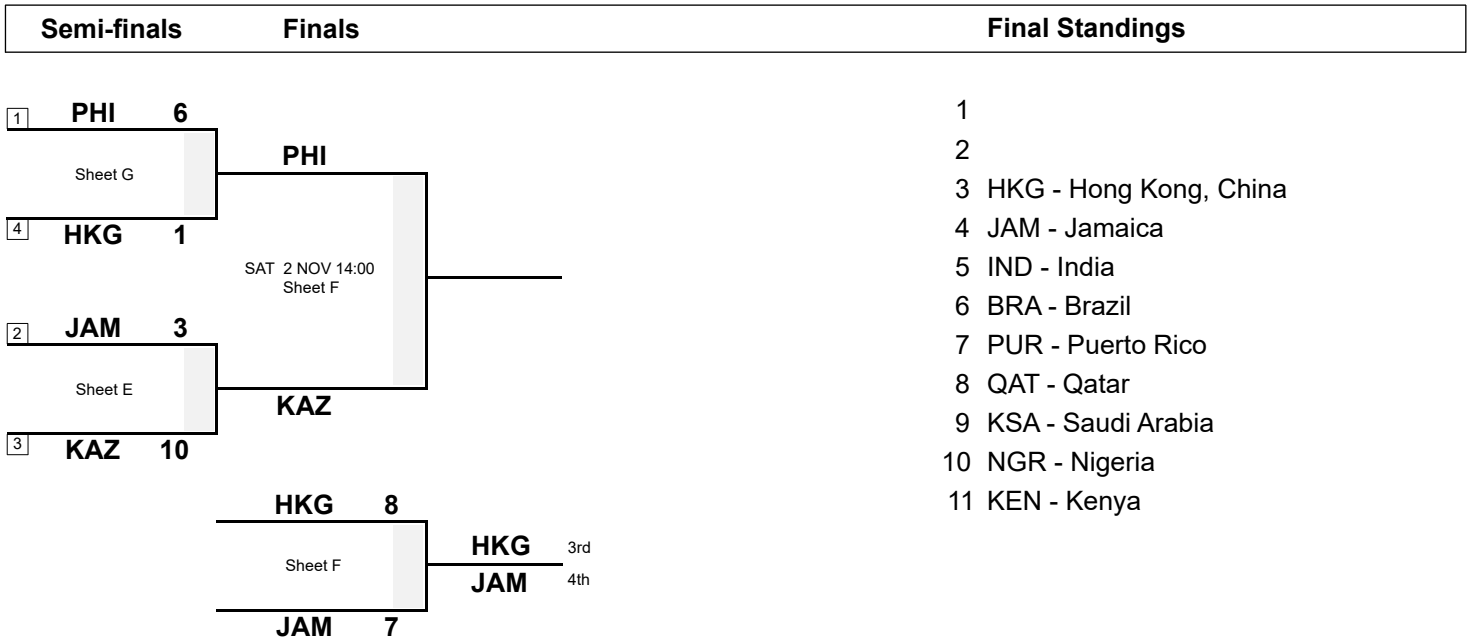 Semi-finals Finals Final Standings
1 PHI 6
Sheet G
4 HKG 1
PHI
SAT 2 NOV 14:00
Sheet F
2 JAM 3
Sheet E
3 KAZ 10
KAZ
HKG 8
Sheet F
JAM 7
HKG 3rd
JAM 4th
1
2
3 HKG - Hong Kong, China
4 JAM - Jamaica
5 IND - India
6 BRA - Brazil
7 PUR - Puerto Rico
8 QAT - Qatar
9 KSA - Saudi Arabia
10 NGR - Nigeria
11 KEN - Kenya